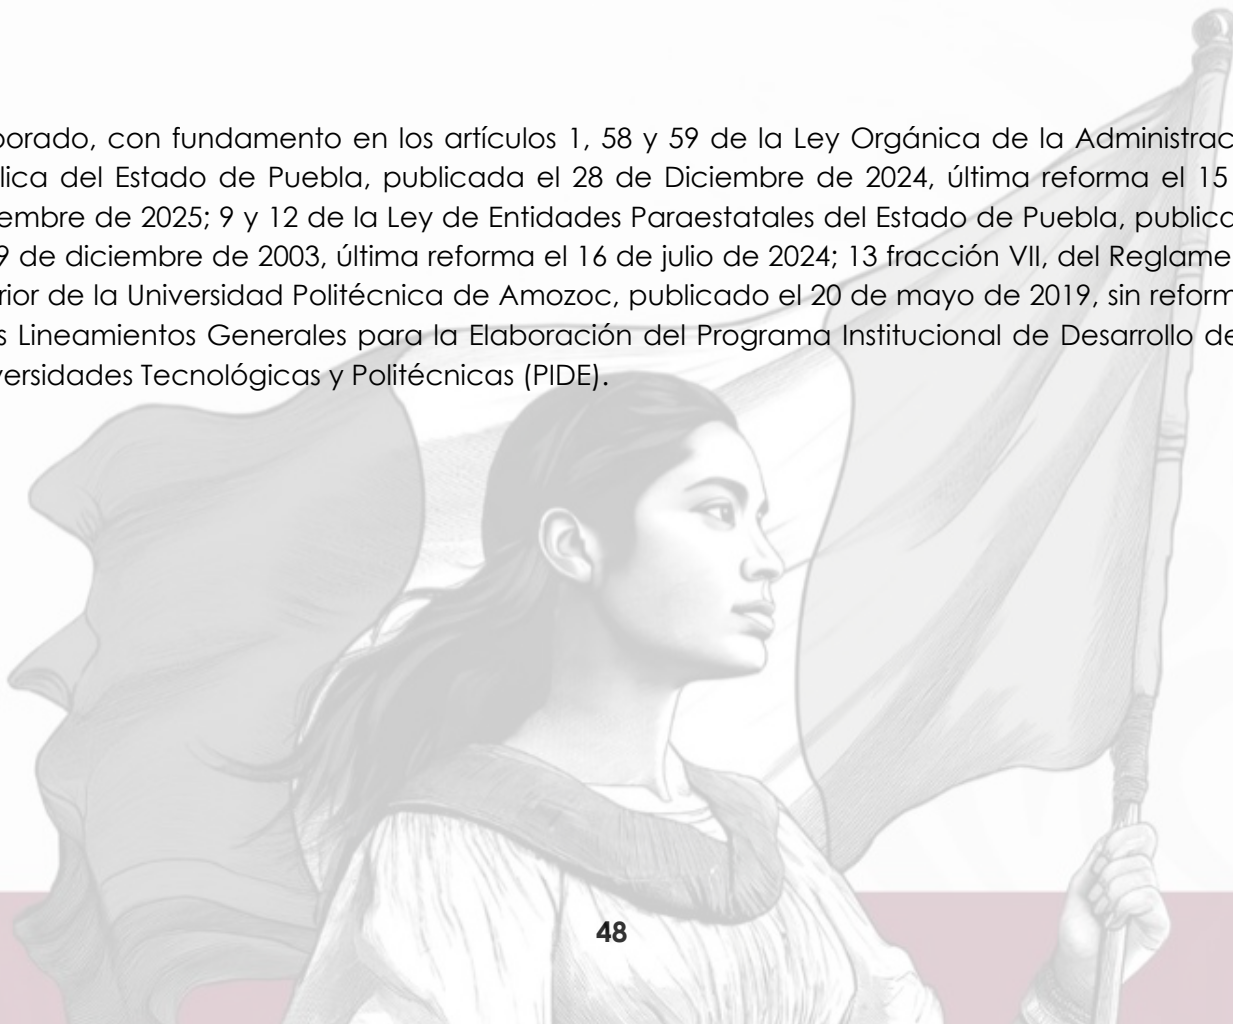 borado, con fundamento en los artículos 1, 58 y 59 de la Ley Orgánica de la Administrac
lica del Estado de Puebla, publicada el 28 de Diciembre de 2024, última reforma el 15
embre de 2025; 9 y 12 de la Ley de Entidades Paraestatales del Estado de Puebla, publica
9 de diciembre de 2003, última reforma el 16 de julio de 2024; 13 fracción VII, del Reglame
rior de la Universidad Politécnica de Amozoc, publicado el 20 de mayo de 2019, sin reform
s Lineamientos Generales para la Elaboración del Programa Institucional de Desarrollo de
versidades Tecnológicas y Politécnicas (PIDE).
48